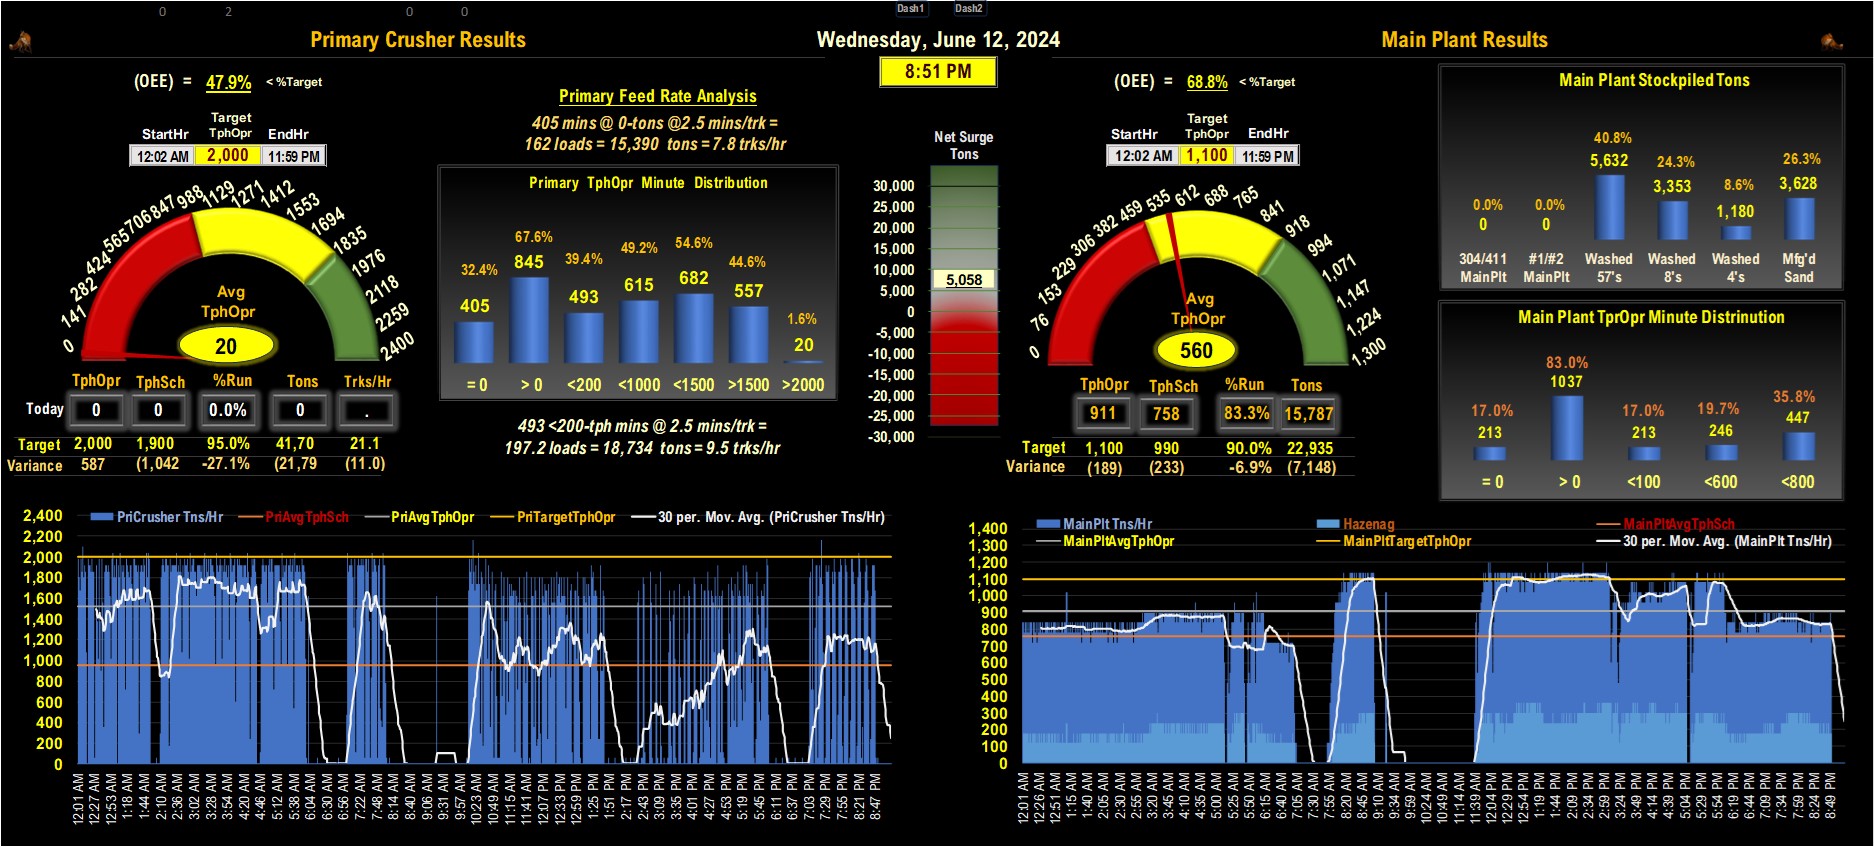 0 2 0 0 Dash1 Dash2
Primary Crusher Results
Wednesday, June 12, 2024
Main Plant Results
8:51 PM
(OEE) = 47.9% < %Target
Target
StartHr TphOpr EndHr
12:02 AM 2,000 11:59 PM
0 141 282 424 565 706 847 988 1129 1271 1412 1553 1694 1835 1976 2118 2259 2400
Avg
TphOpr
20
TphOpr TphSch %Run Tons Trks/Hr
Today 0 0 0.0% 0 .
Target 2,000 1,900 95.0% 41,70 21.1
Variance 587 (1,042 -27.1% (21,79 (11.0)
Primary Feed Rate Analysis
405 mins @ 0-tons @2.5 mins/trk =
162 loads = 15,390 tons = 7.8 trks/hr
Primary TphOpr Minute Distribution
32.4% 67.6% 39.4% 49.2% 54.6% 44.6% 1.6%
405 845 493 615 682 557 20
= 0 > 0 <200 <1000 <1500 >1500 >2000
493 <200-tph mins @ 2.5 mins/trk =
197.2 loads = 18,734 tons = 9.5 trks/hr
Net Surge
Tons
30,000
25,000
20,000
15,000
10,000
5,058
5,000
0
-5,000
-10,000
-15,000
-20,000
-25,000
-30,000
(OEE) = 68.8% < %Target
Target
StartHr TphOpr EndHr
12:02 AM 1,100 11:59 PM
0 76 153 229 306 382 459 535 612 688 765 841 918 994 1,071 1,147 1,224 1,300
Avg
TphOpr
560
TphOpr TphSch %Run Tons
911 758 83.3% 15,787
Target 1,100 990 90.0% 22,935
Variance (189) (233) -6.9% (7,148)
Main Plant Stockpiled Tons
0.0% 0.0% 40.8% 24.3% 8.6% 26.3%
0 0 5,632 3,353 1,180 3,628
304/411 #1/#2 Washed Washed Washed Mfg'd
MainPlt MainPlt 57's 8's 4's Sand
Main Plant TprOpr Minute Distrinution
17.0% 83.0% 17.0% 19.7% 35.8%
213 1037 213 246 447
= 0 > 0 <100 <600 <800
PriCrusher Tns/Hr PriAvgTphSch PriAvgTphOpr PriTargetTphOpr 30 per. Mov. Avg. (PriCrusher Tns/Hr)
2,400
2,200
2,000
1,800
1,600
1,400
1,200
1,000
800
600
400
200
0
12:01 AM 12:27 AM 12:53 AM 1:18 AM 1:44 AM 2:10 AM 2:36 AM 3:02 AM 3:28 AM 3:54 AM 4:20 AM 4:46 AM 5:12 AM 5:38 AM 6:04 AM 6:30 AM 6:56 AM 7:22 AM 7:48 AM 8:14 AM 8:40 AM 9:06 AM 9:31 AM 9:57 AM 10:23 AM 10:49 AM 11:15 AM 11:41 AM 12:07 PM 12:33 PM 12:59 PM 1:25 PM 1:51 PM 2:17 PM 2:43 PM 3:09 PM 3:35 PM 4:01 PM 4:27 PM 4:53 PM 5:19 PM 5:45 PM 6:11 PM 6:37 PM 7:03 PM 7:29 PM 7:55 PM 8:21 PM 8:47 PM
MainPlt Tns/Hr Hazenag MainPltAvgTphSch
MainPltAvgTphOpr MainPltTargetTphOpr 30 per. Mov. Avg. (MainPlt Tns/Hr)
1,400
1,300
1,200
1,100
1,000
900
800
700
600
500
400
300
200
100
0
12:01 AM 12:26 AM 12:51 AM 1:15 AM 1:40 AM 2:05 AM 2:30 AM 2:55 AM 3:20 AM 3:45 AM 4:10 AM 4:35 AM 5:00 AM 5:25 AM 5:50 AM 6:15 AM 6:40 AM 7:05 AM 7:30 AM 7:55 AM 8:20 AM 8:45 AM 9:10 AM 9:34 AM 9:59 AM 10:24 AM 10:49 AM 11:14 AM 11:39 AM 12:04 PM 12:29 PM 12:54 PM 1:19 PM 1:44 PM 2:09 PM 2:34 PM 2:59 PM 3:24 PM 3:49 PM 4:14 PM 4:39 PM 5:04 PM 5:29 PM 5:54 PM 6:19 PM 6:44 PM 7:09 PM 7:34 PM 7:59 PM 8:24 PM 8:49 PM